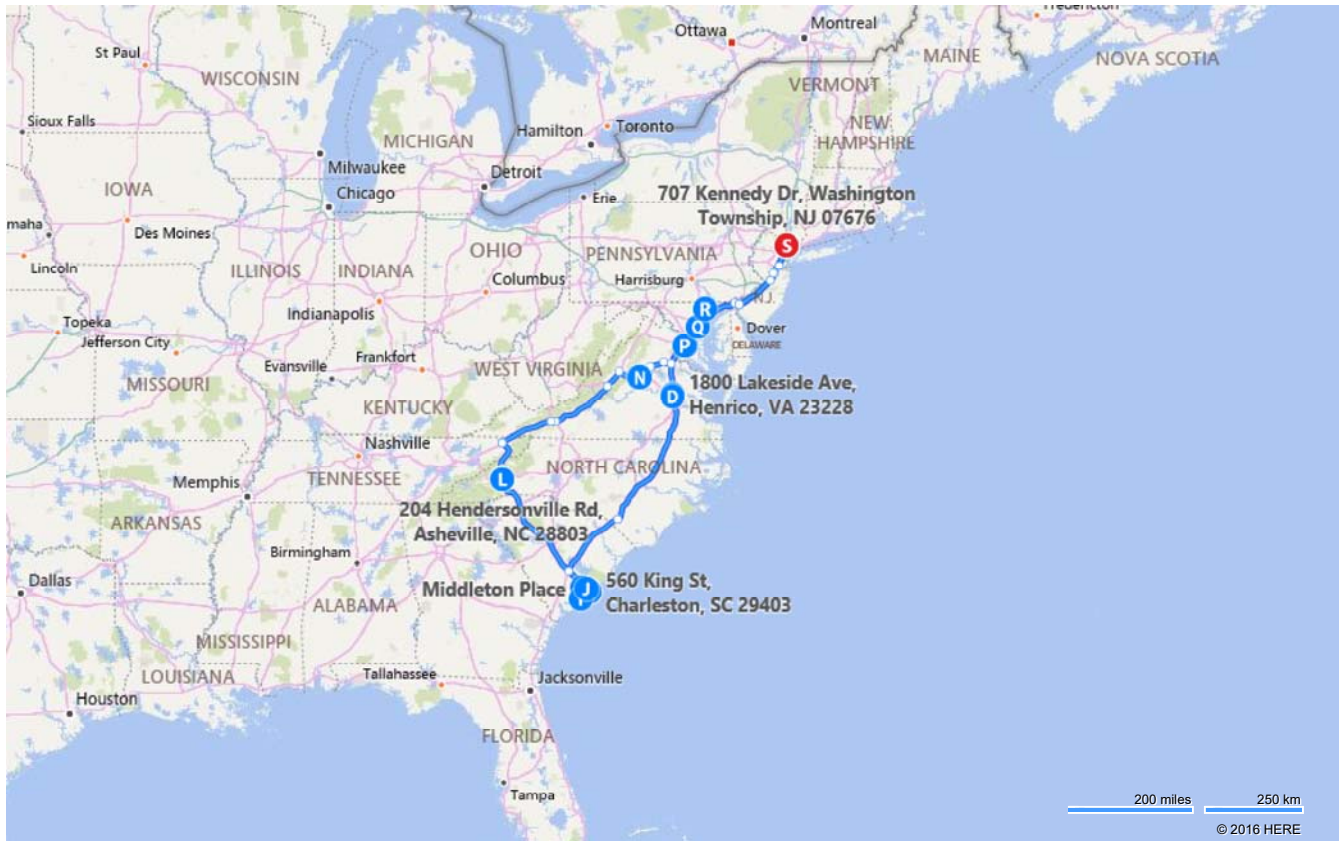 Fredericton
Montreal
Ottawa
MAINE
NOVA SCOTIA
St Paul
VERMONT
WISCONSIN
Sioux Falls
NEW
HAMPSHIRE
Hamilton
Toronto
MICHIGAN
Milwaukee
Detroit
IOWA
Chicago
Erie
707 Kennedy Dr, Washington
Township, NJ 07676
maha
Des Moines
S
OHIO
PENNSYLVANIA
Lincoln
ILLINOIS
INDIANA
Columbus
Harrisburg
N.J.
R
Indianapolis
Topeka
Q
Dover
Jefferson City
P
DELAWARE
Evansville
Frankfort
WEST VIRGINIA
N
MISSOURI
D
1800 Lakeside Ave,
Henrico, VA 23228
KENTUCKY
Nashville
NORTH CAROLINA
TENNESSEE
L
Memphis
204 Hendersonville Rd,
Asheville, NC 28803
ARKANSAS
Birmingham
Dallas
Middleton Place
J
560 King St,
Charleston, SC 29403
ALABAMA
MISSISSIPPI
LOUISIANA
Tallahassee
Jacksonville
Houston
FLORIDA
Tampa
200 miles
250 km
© 2016 HERE